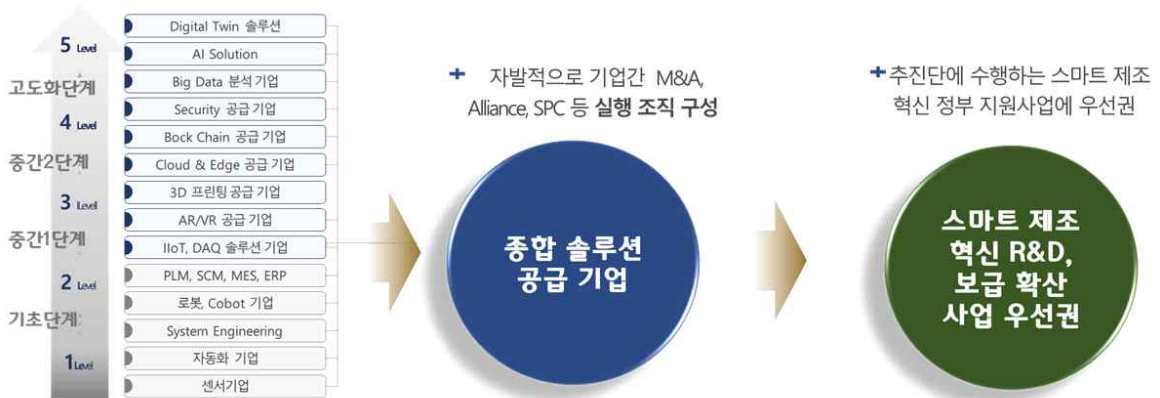 5 Level
고도화단계
4 Level
중간2단계
3 Level
중간1단계
2 Level
기초단계
1 Level
Digital Twin 솔루션
AI Solution
Big Data 분석 기업
Security 공급 기업
Bock Chain 공급 기업
Cloud & Edge 공급 기업
3D 프린팅 공급 기업
AR/VR 공급 기업
IIoT, DAQ 솔루션 기업
PLM, SCM, MES, ERP
로봇, Cobot 기업
System Engineering
자동화 기업
센서기업
+ 자발적으로 기업간 M&A,
Alliance, SPC 등 실행 조직 구성
종합 솔루션
공급 기업
+ 추진단에 수행하는 스마트 제조
혁신 정부 지원사업에 우선권
스마트 제조
혁신 R&D,
보급 확산
사업 우선권